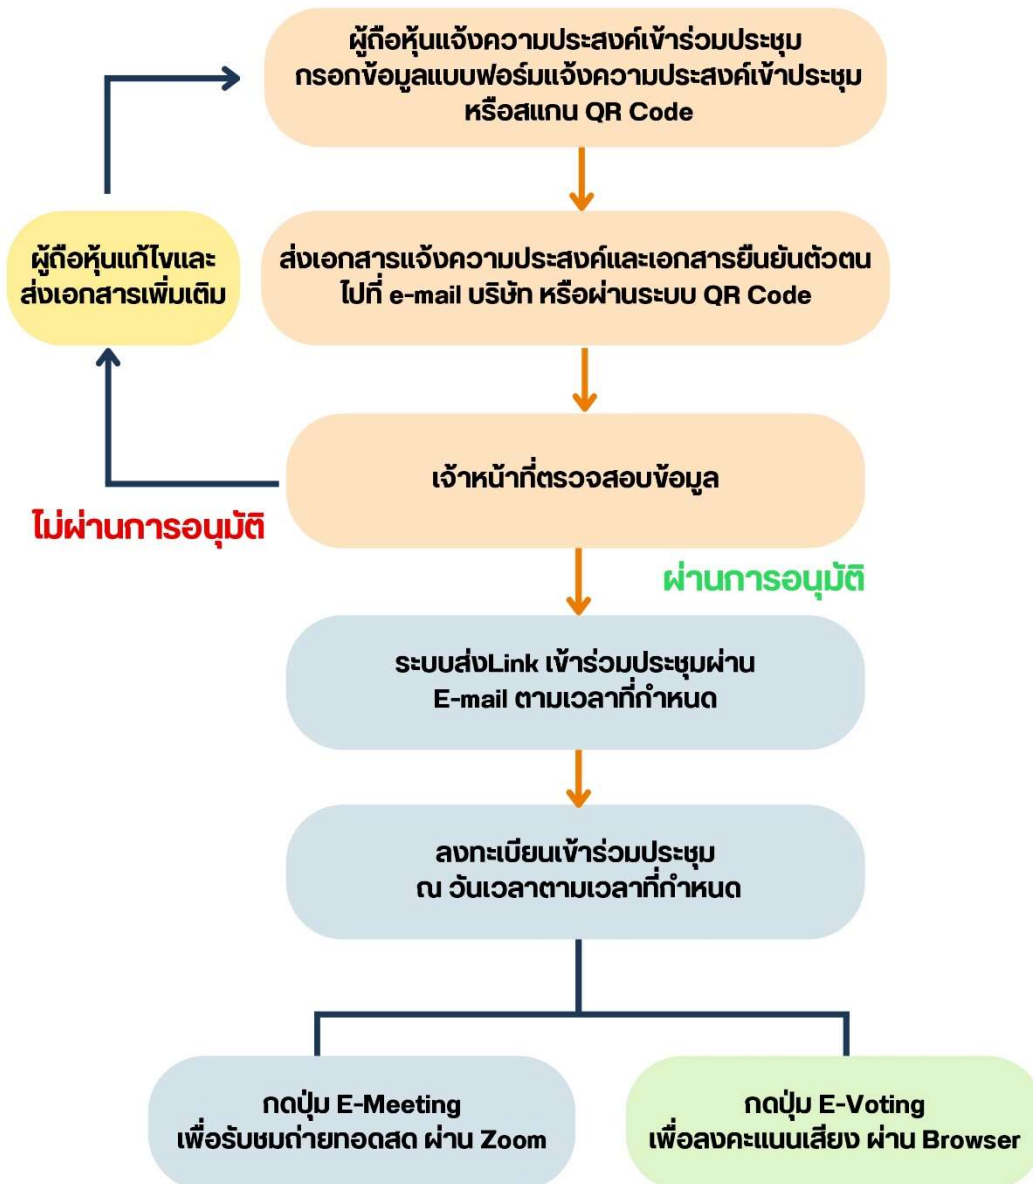 ผู้ถือหุ้นแจ้งความประสงค์เข้าร่วมประชุม
กรอกข้อมูลแบบฟอร์มแจ้งความประสงค์เข้าประชุม
หรือสแกน QR Code
ผู้ถือหุ้นแก้ไขและ
ส่งเอกสารเพิ่มเติม
ส่งเอกสารแจ้งความประสงค์และเอกสารยืนยันตัวตน
ไปที่ e-mail บริษัท หรือผ่านระบบ QR Code
เจ้าหน้าที่ตรวจสอบข้อมูล
ไม่ผ่านการอนุมัติ
ผ่านการอนุมัติ
ระบบส่งLink เข้าร่วมประชุมผ่าน
E-mail ตามเวลาที่กำหนด
ลงทะเบียนเข้าร่วมประชุม
ณ วันเวลาตามเวลาที่กำหนด
กดปุ่ม E-Meeting
เพื่อรับชมถ่ายทอดสด ผ่าน Zoom
กดปุ่ม E-Voting
เพื่อลงคะแนนเสียง ผ่าน Browser